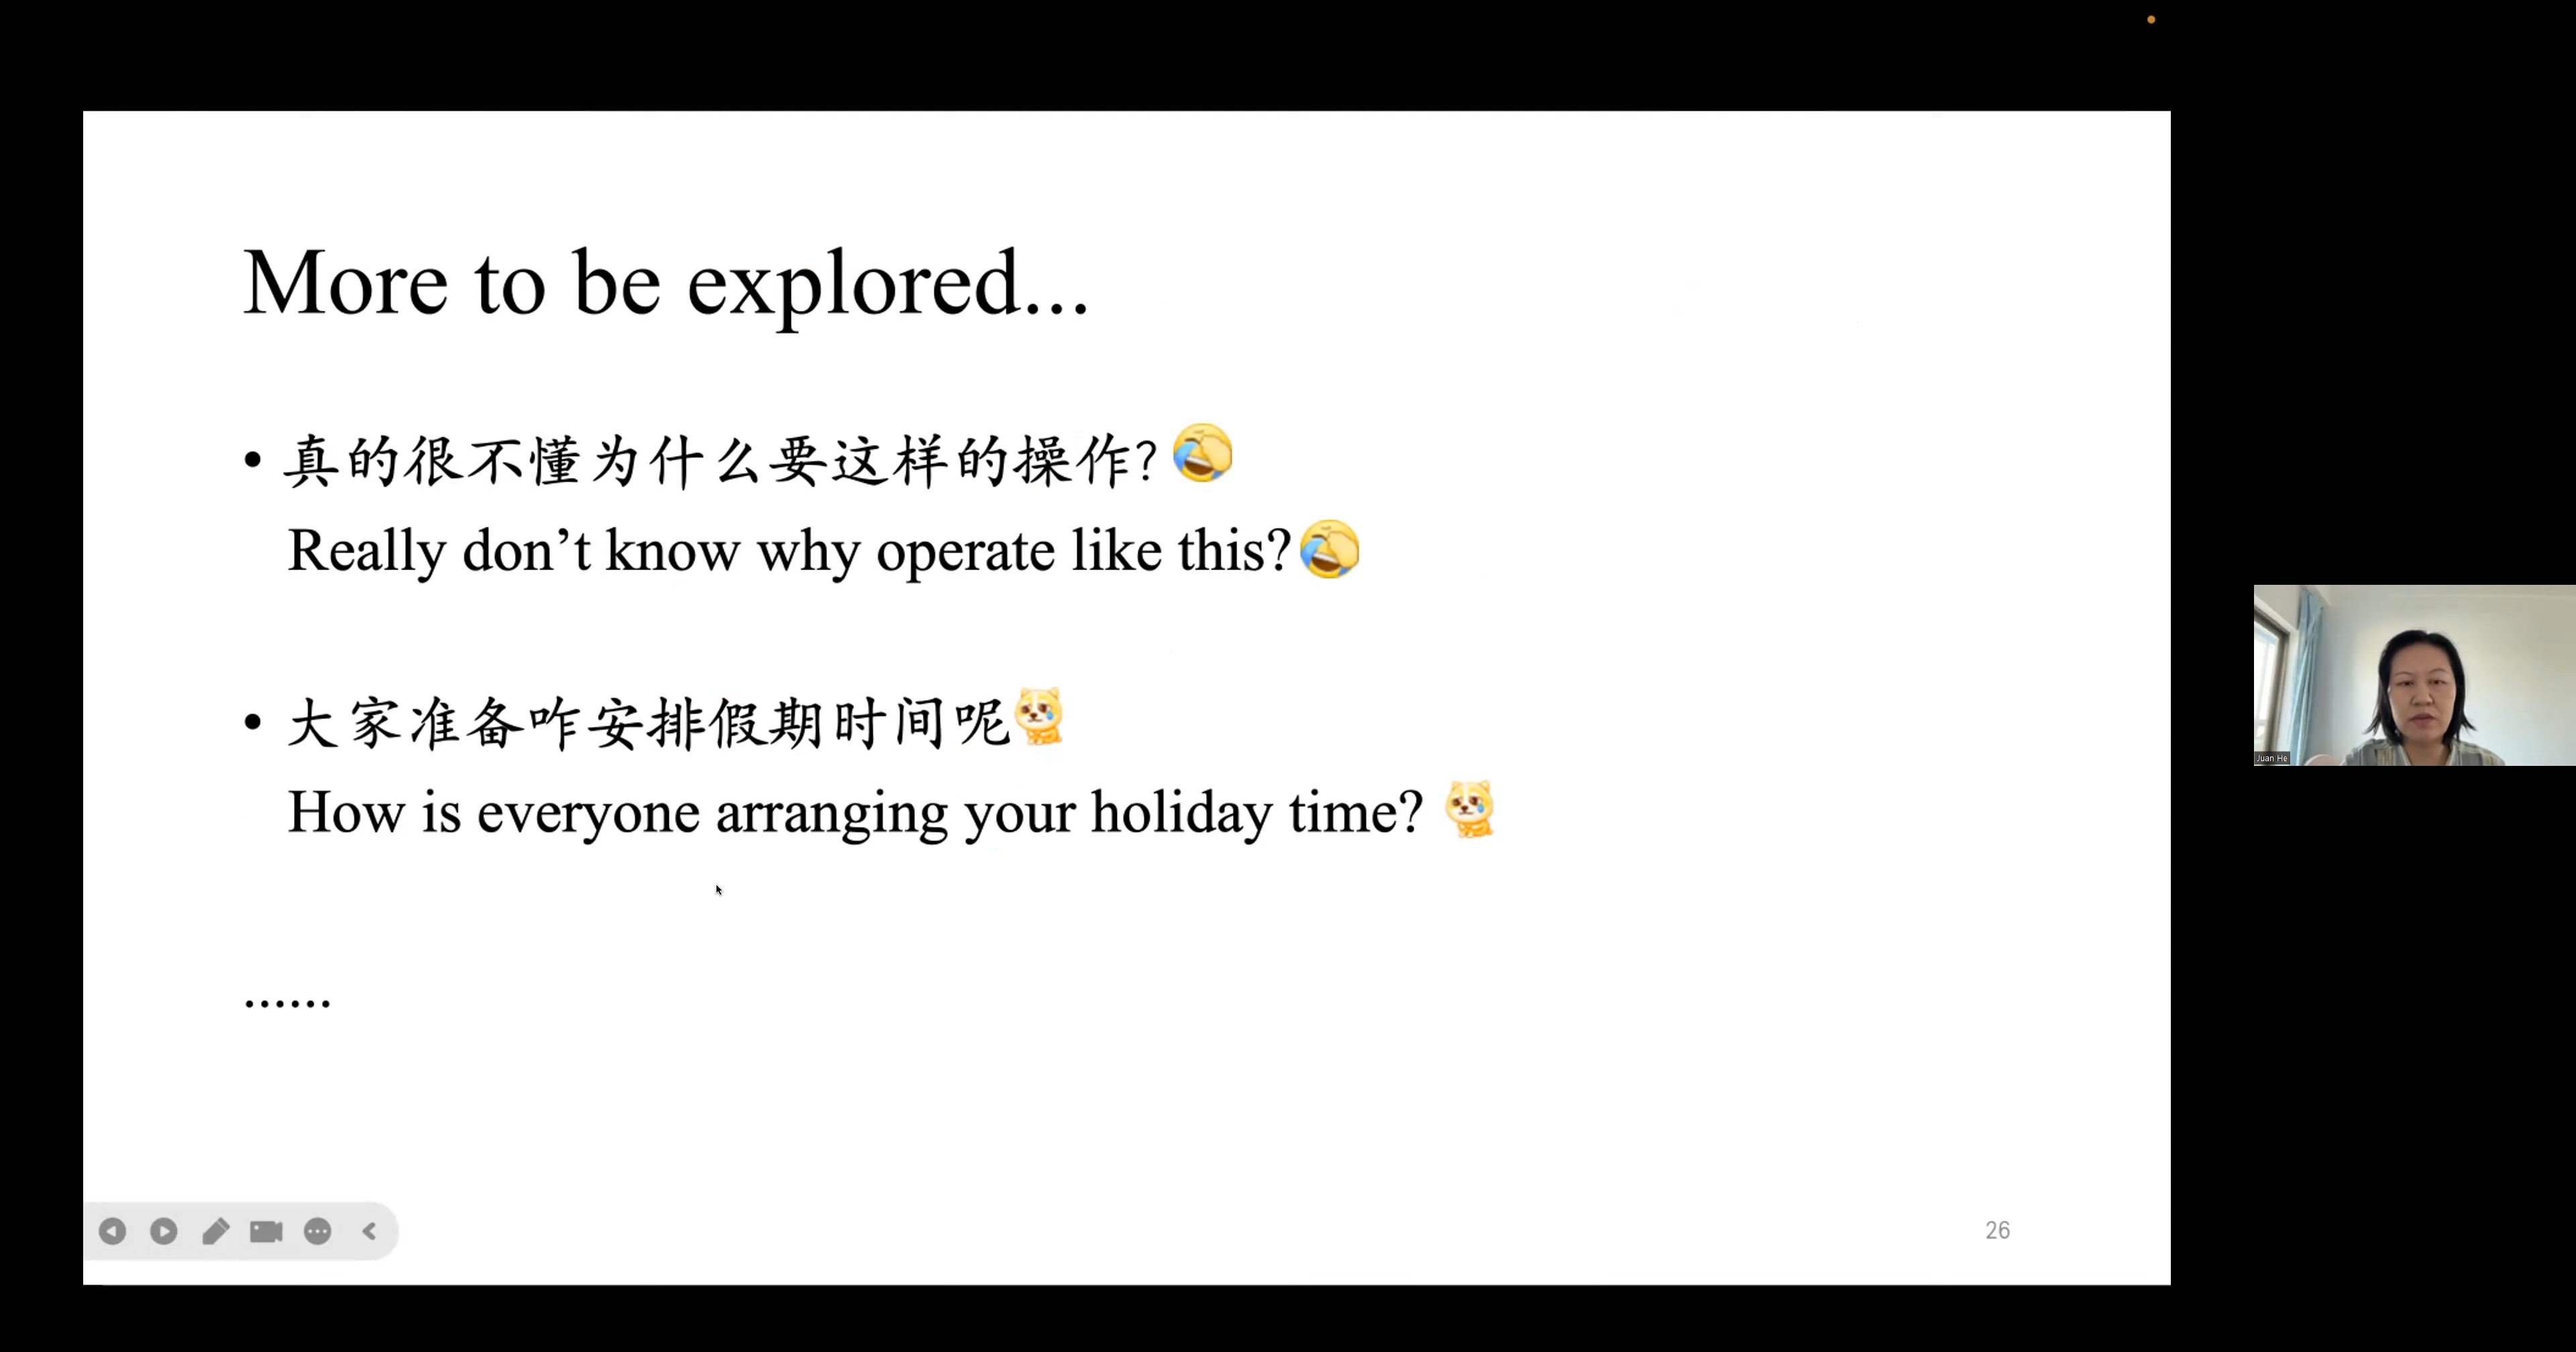 More to be explored...
• 真的很不懂为什么要这样的操作?
Really don’t know why operate like this?
• 大家准备咋安排假期时间呢
How is everyone arranging your holiday time?
......
Juan He
26